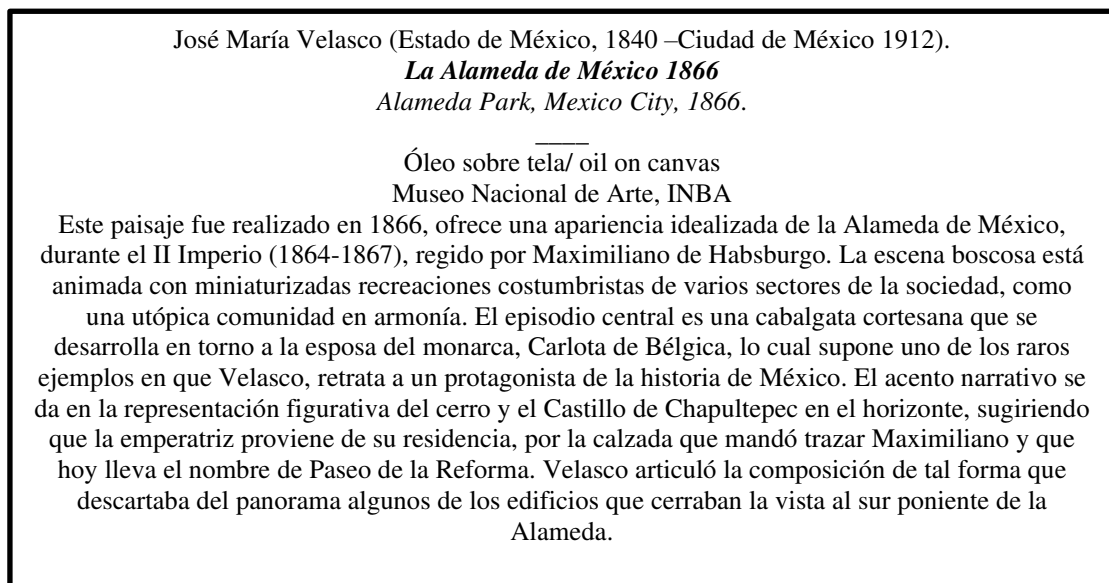 José María Velasco (Estado de México, 1840 –Ciudad de México 1912).
La Alameda de México 1866
Alameda Park, Mexico City, 1866.
____
Óleo sobre tela/ oil on canvas
Museo Nacional de Arte, INBA
Este paisaje fue realizado en 1866, ofrece una apariencia idealizada de la Alameda de México,
durante el II Imperio (1864-1867), regido por Maximiliano de Habsburgo. La escena boscosa está
animada con miniaturizadas recreaciones costumbristas de varios sectores de la sociedad, como
una utópica comunidad en armonía. El episodio central es una cabalgata cortesana que se
desarrolla en torno a la esposa del monarca, Carlota de Bélgica, lo cual supone uno de los raros
ejemplos en que Velasco, retrata a un protagonista de la historia de México. El acento narrativo se
da en la representación figurativa del cerro y el Castillo de Chapultepec en el horizonte, sugiriendo
que la emperatriz proviene de su residencia, por la calzada que mandó trazar Maximiliano y que
hoy lleva el nombre de Paseo de la Reforma. Velasco articuló la composición de tal forma que
descartaba del panorama algunos de los edificios que cerraban la vista al sur poniente de la
Alameda.